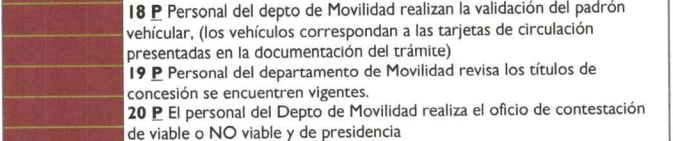 18 P Personal del depto de Movilidad realizan la validación del padrón
vehícular, (los vehículos correspondan a las tarjetas de circulación
presentadas en la documentación del trámite)
19 P Personal del departamento de Movilidad revisa los títulos de
concesión se encuentren vigentes.
20 P El personal del Depto de Movilidad realiza el oficio de contestación
de viable o NO viable y de presidencia